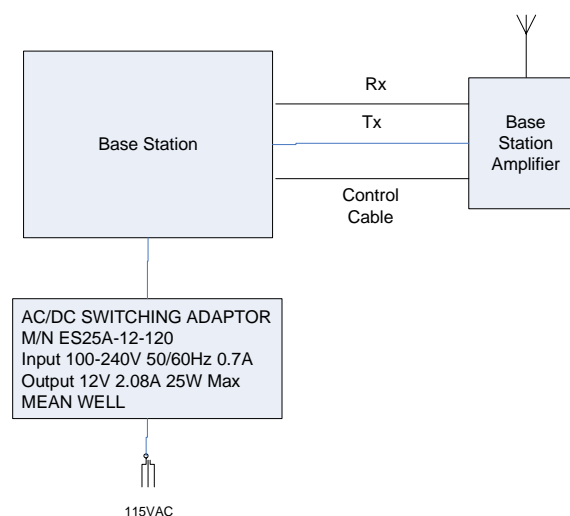 Base Station
Rx
Tx
Control
Cable
Base
Station
Amplifier
AC/DC SWITCHING ADAPTOR
M/N ES25A-12-120
Input 100-240V 50/60Hz 0.7A
Output 12V 2.08A 25W Max
MEAN WELL
115VAC